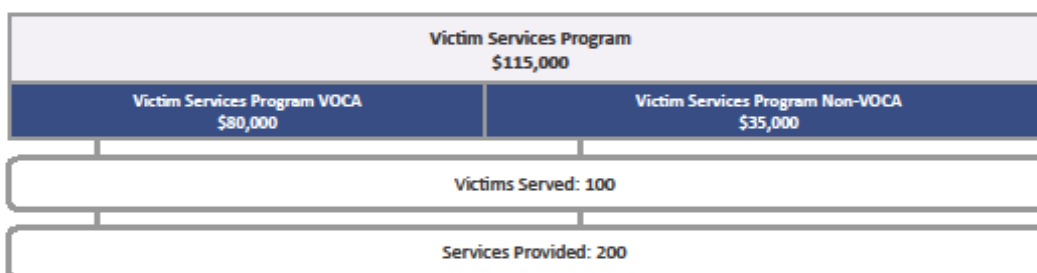 Victim Services Program
$115,000
Victim Services Program VOCA
$80,000
Victim Services Program Non-VOCA
$35,000
Victims Served: 100
Services Provided: 200